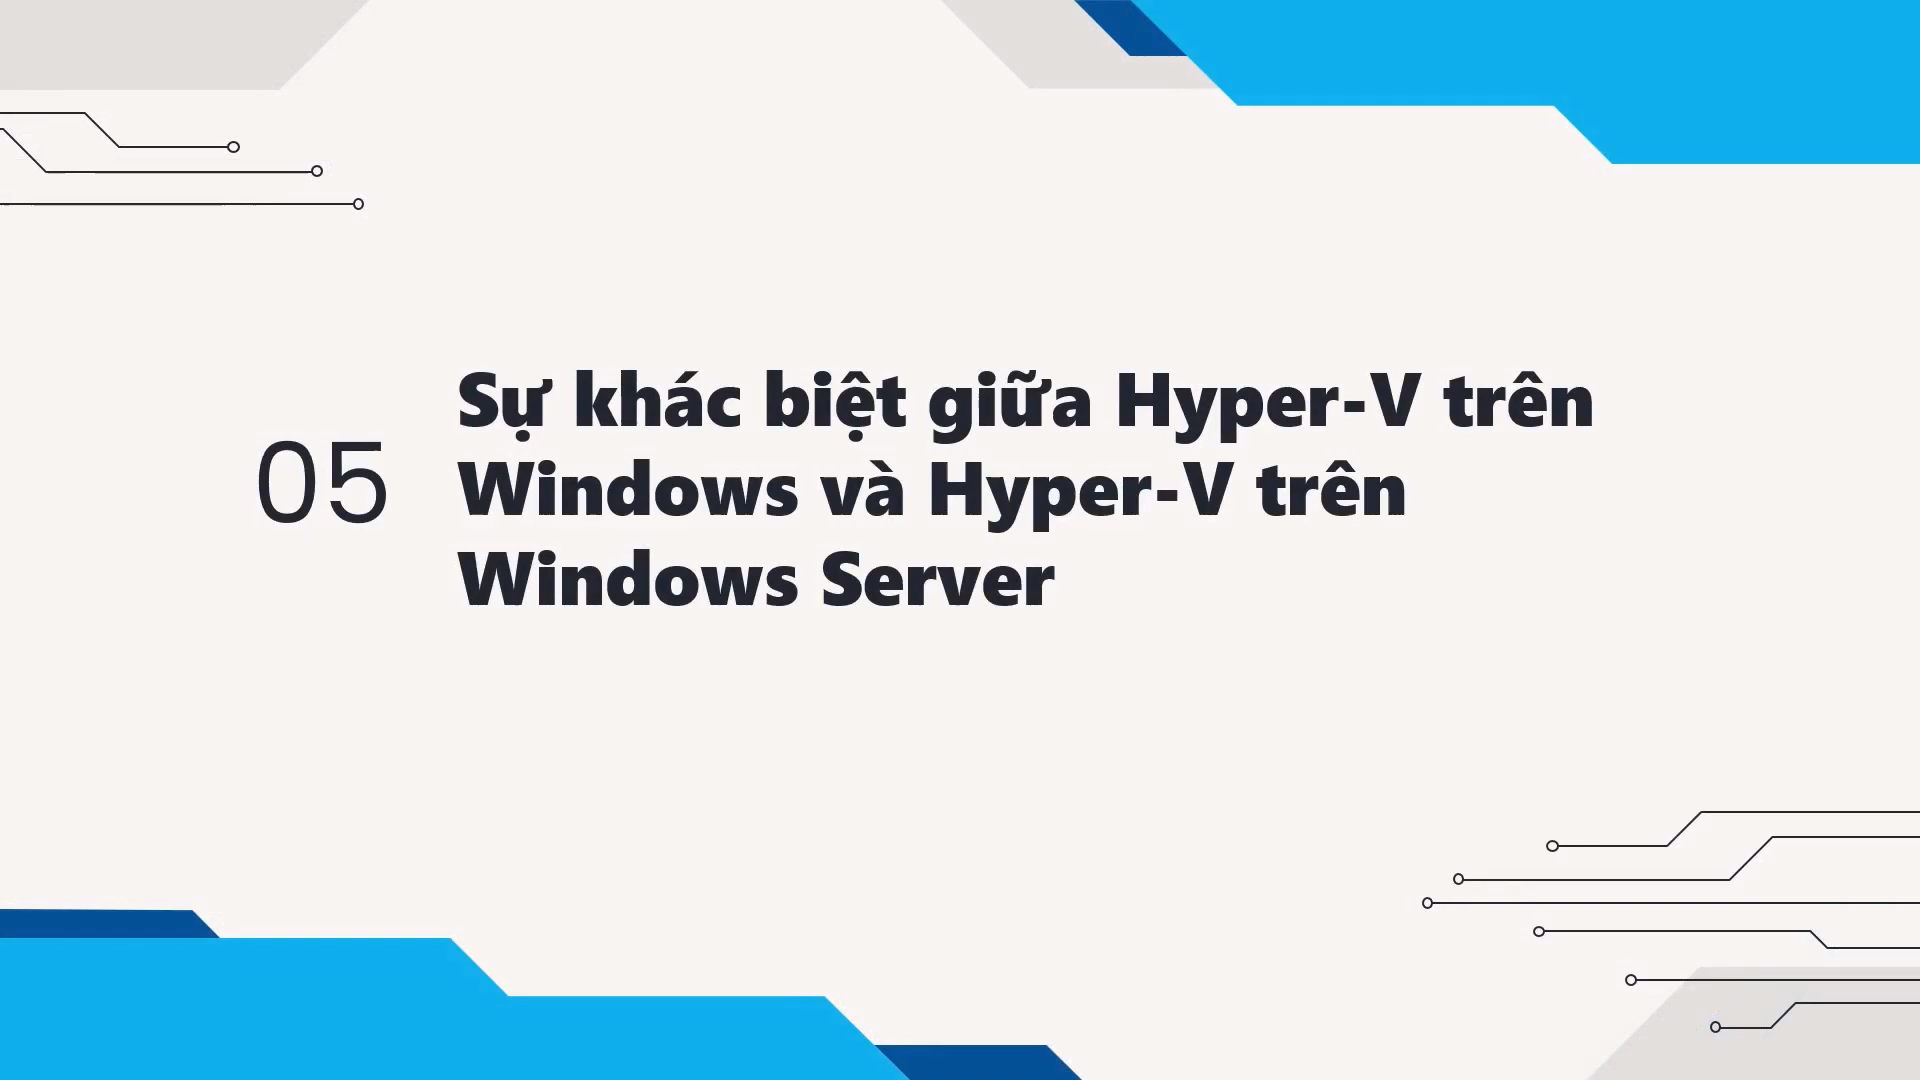 05
Sự khác biệt giữa Hyper-V trên
Windows và Hyper-V trên
Windows Server